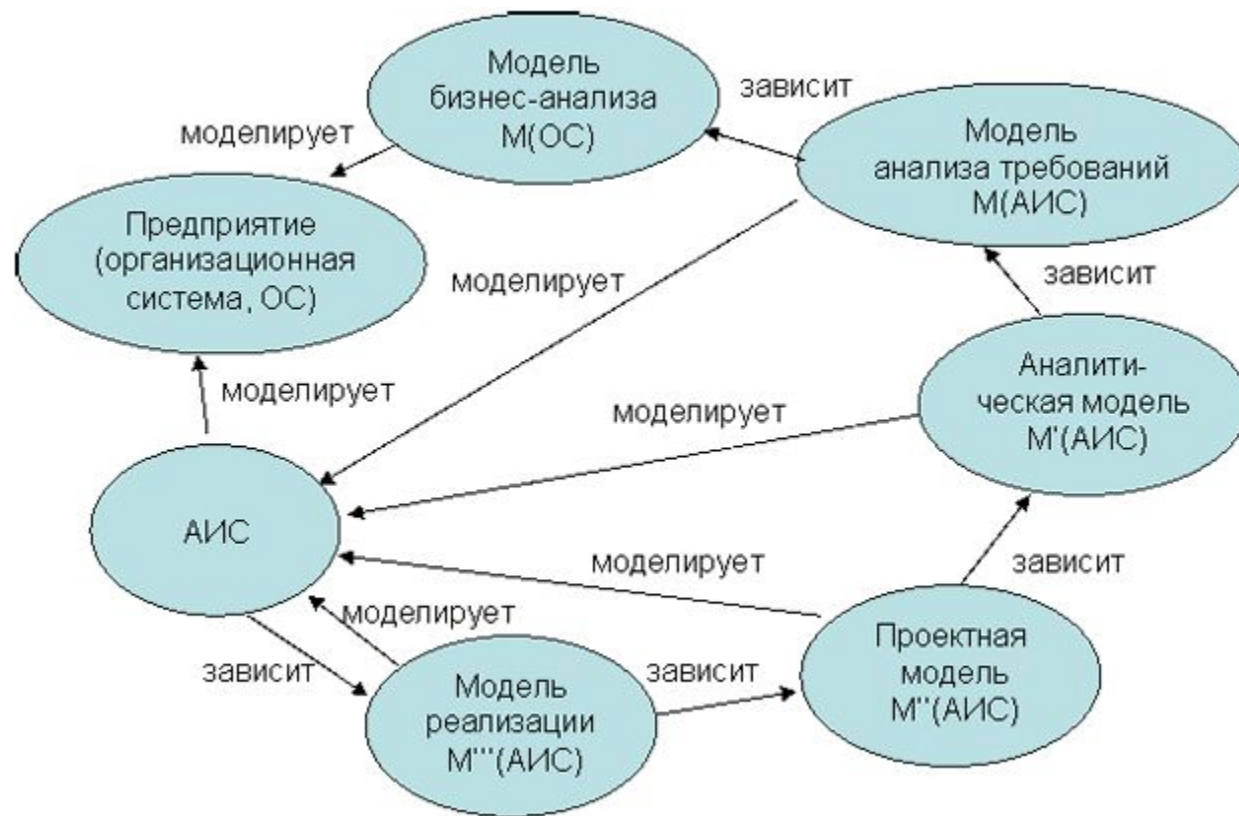 Модель
бизнес-анализа
М(ОС)
зависит
моделирует
Модель
анализа требований
М(АИС)
Предприятие
(организационная
система, ОС)
моделирует
зависит
моделирует
Аналити-
ческая модель
М'(АИС)
моделирует
АИС
моделирует
зависит
моделирует
зависит
зависит
Модель
реализации
М'''(АИС)
Проектная
модель
М''(АИС)